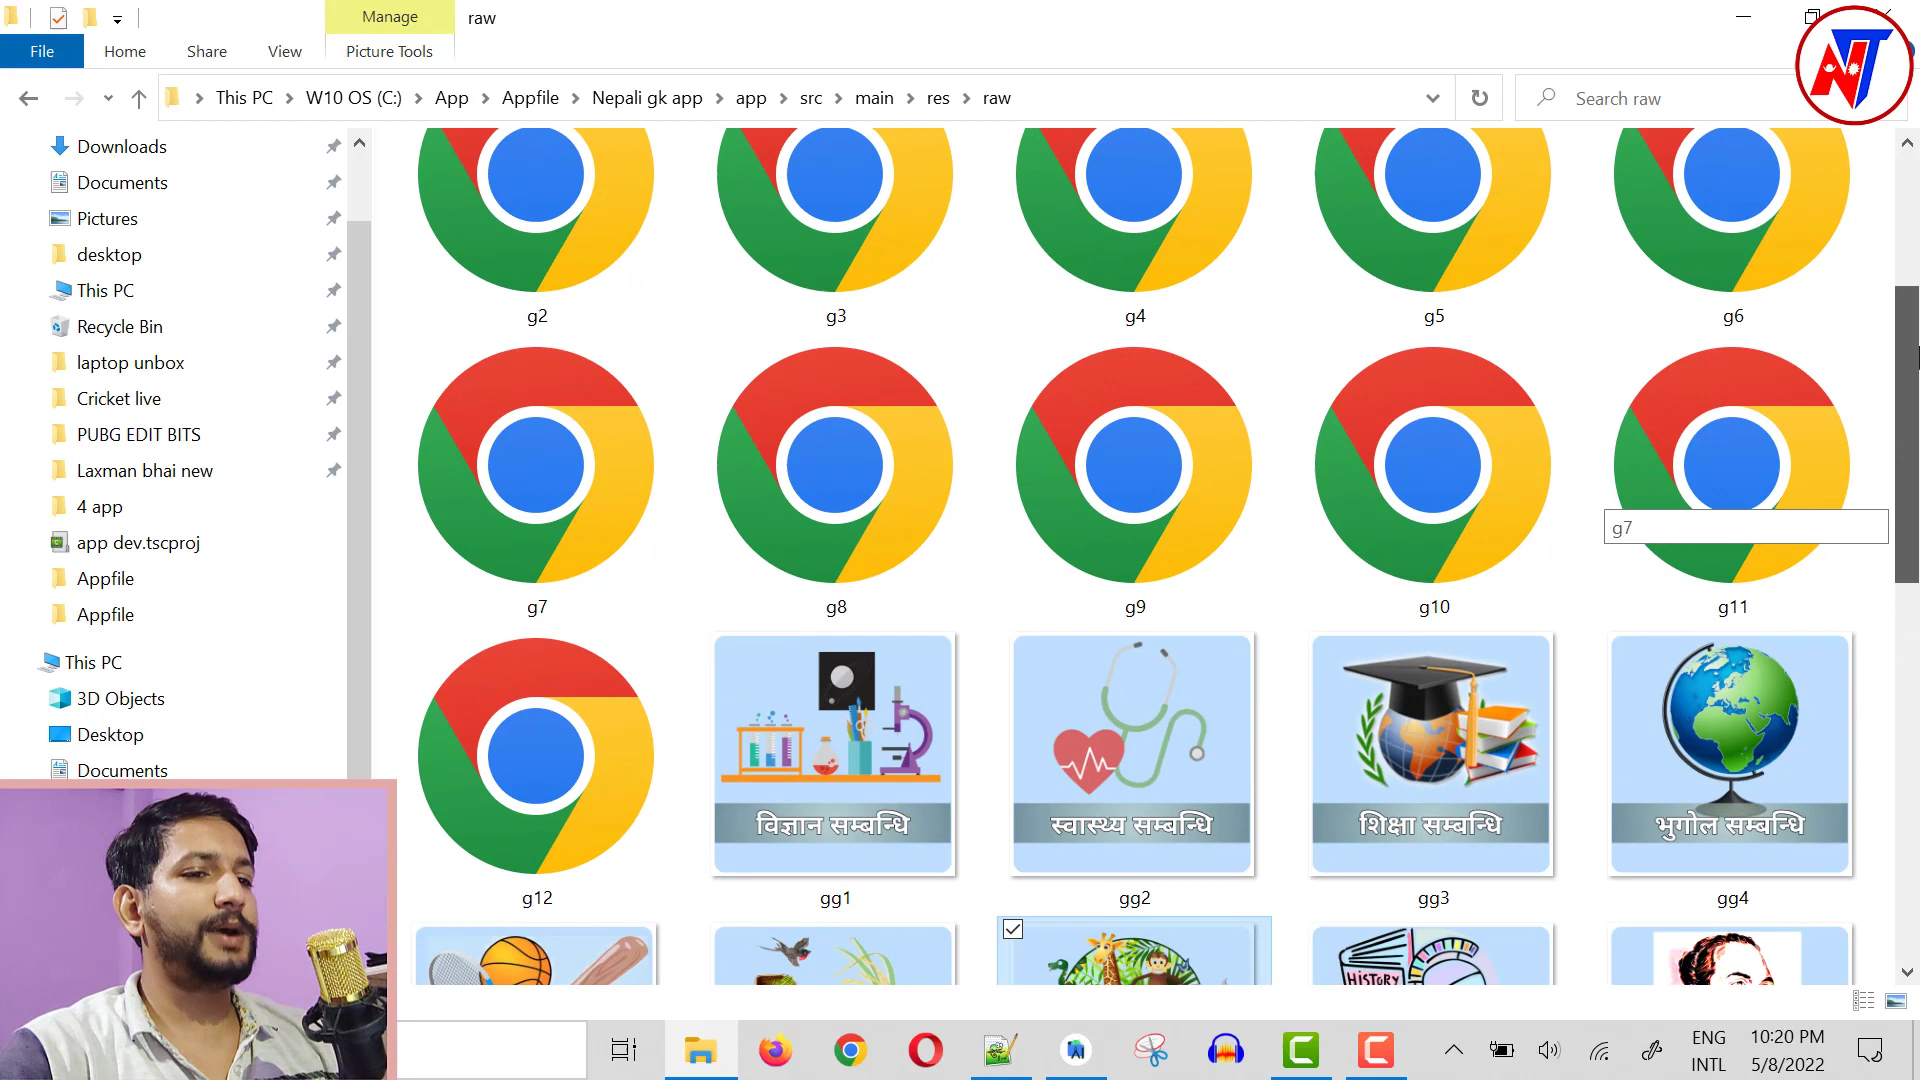 Manage
raw
File
Home
Share
View
Picture Tools
This PC
W10 OS (C:)
App
Appfile
Nepali gk app
app
src
main
res
raw
Search raw
NT
Downloads
Documents
Pictures
desktop
This PC
Recycle Bin
laptop unbox
Cricket live
PUBG EDIT BITS
Laxman bhai new
4 app
app dev.tscproj
Appfile
Appfile
This PC
3D Objects
Desktop
Documents
g2
g3
g4
g5
g6
g7
g7
g8
g9
g10
g11
विज्ञान सम्बन्धि
स्वास्थ्य सम्बन्धि
शिक्षा सम्बन्धि
भुगोल सम्बन्धि
g12
gg1
gg2
gg3
gg4
HISTORY
ENG
INTL
10:20 PM
5/8/2022